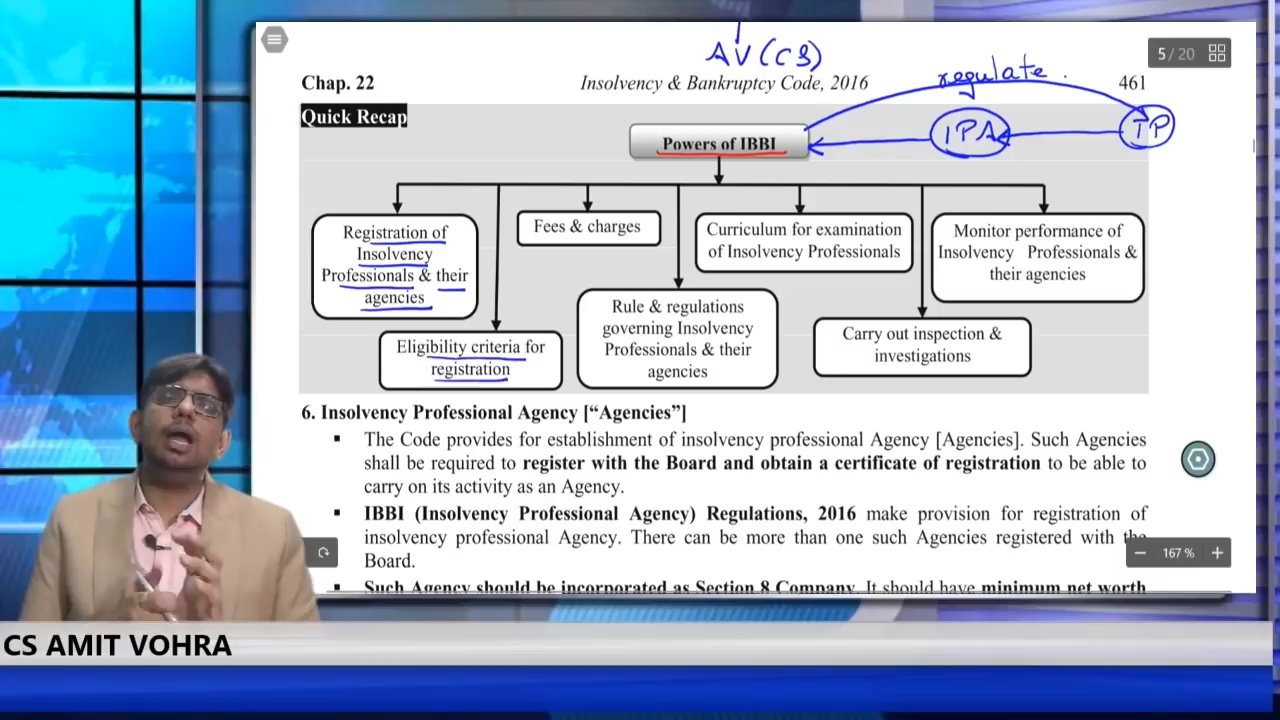 AV (CS)
5 / 20
Chap. 22
Insolvency & Bankruptcy Code, 2016
regulate.
461
Quick Recap
Powers of IBBI
IPA
IP
Registration of
Insolvency
Professionals & their
agencies
Fees & charges
Curriculum for examination
of Insolvency Professionals
Monitor performance of
Insolvency Professionals &
their agencies
Eligibility criteria for
registration
Rule & regulations
governing Insolvency
Professionals & their
agencies
Carry out inspection &
investigations
6. Insolvency Professional Agency [“Agencies”]
▪ The Code provides for establishment of insolvency professional Agency [Agencies]. Such Agencies
shall be required to register with the Board and obtain a certificate of registration to be able to
carry on its activity as an Agency.
▪ IBBI (Insolvency Professional Agency) Regulations, 2016 make provision for registration of
insolvency professional Agency. There can be more than one such Agencies registered with the
Board.
− 167 % +
▪ Such Agency should be incorporated as Section 8 Company. It should have minimum net worth
CS AMIT VOHRA